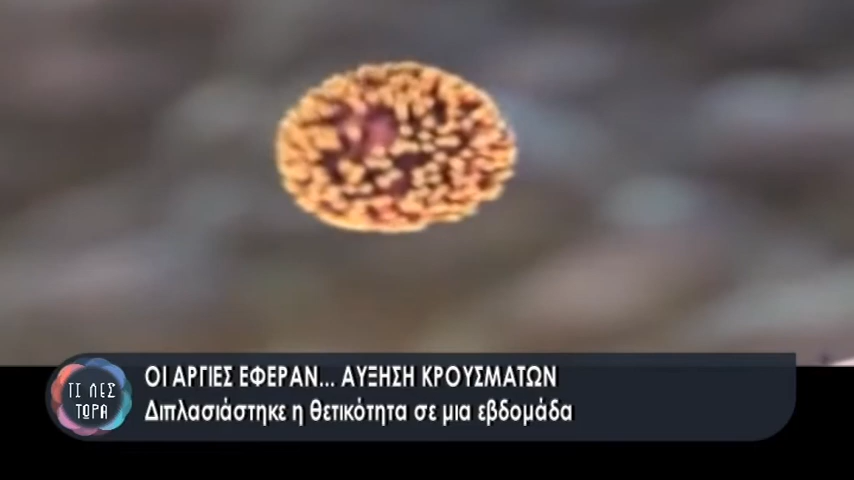 ΟΙ ΑΡΓΙΕΣ ΕΦΕΡΑΝ... ΑΥΞΗΣΗ ΚΡΟΥΣΜΑΤΩΝ
Διπλασιάστηκε η θετικότητα σε μια εβδομάδα
ΤΙ ΛΕΣ
ΤΩΡΑ